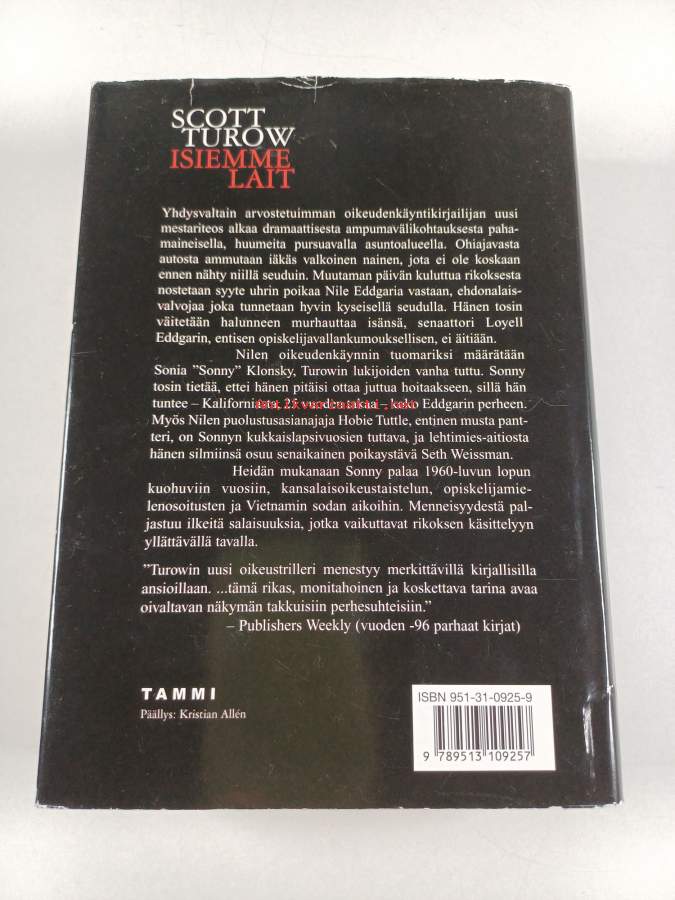 SCOTT
TUROW
ISIEMME
LAIT
Yhdysvaltain arvostetuimman oikeudenkäyntikirjailijan uusi
mestariteos alkaa dramaattisesta ampumavälikohtauksesta paha-
maineisella, huumeita pursuavalla asuntoalueella. Ohiajavasta
autosta ammutaan iäkäs valkoinen nainen, jota ei ole koskaan
ennen nähty niillä seuduin. Muutaman päivän kuluttua rikoksesta
nostetaan syyte uhrin poikaa Nile Eddgaria vastaan, ehdonalais-
valvojaa joka tunnetaan hyvin kyseisellä seudulla. Hänen tosin
väitetään halunneen murhauttaa isänsä, senaattori Loyell
Eddgarin, entisen opiskelijavallankumouksellisen, ei äitiään.
Nilen oikeudenkäynnin tuomariksi määrätään
Sonia "Sonny" Klonsky, Turowin lukijoiden vanha tuttu. Sonny
tosin tietää, ettei hänen pitäisi ottaa juttua hoitaakseen, sillä hän
tuntee – Kaliforniasta, 25 vuoden takaa – koko Eddgarin perheen.
Myös Nilen puolustusasianajaja Hobie Tuttle, entinen musta pant-
teri, on Sonnyn kukkaislapsivuosien tuttava, ja lehtimies-aitiosta
hänen silmiinsä osuu senaikainen poikaystävä Seth Weissman.
Heidän mukanaan Sonny palaa 1960-luvun lopun
kuohuviin vuosiin, kansalaisoikeustaistelun, opiskelijamie-
lenosoitusten ja Vietnamin sodan aikoihin. Menneisyydestä pal-
jastuu ilkeitä salaisuuksia, jotka vaikuttavat rikoksen käsittelyyn
yllättävällä tavalla.
"Turowin uusi oikeustrilleri menestyy merkittävillä kirjallisilla
ansioillaan. ...tämä rikas, monitahoinen ja koskettava tarina avaa
oivaltavan näkymän takkuisiin perhesuhteisiin."
– Publishers Weekly (vuoden -96 parhaat kirjat)
TAMMI
Päällys: Kristian Allén
ISBN 951-31-0925-9
9 789513 109257